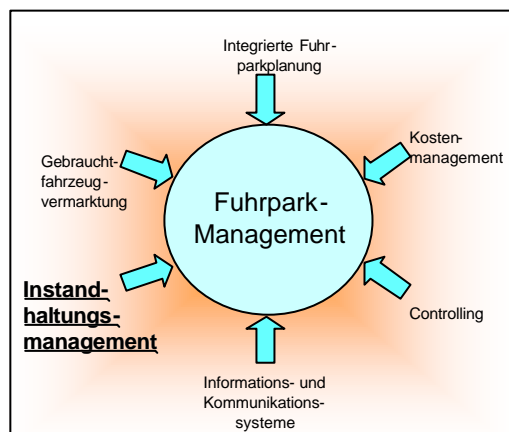 Integrierte Fuhr-
parkplanung
Kosten-
management
Gebraucht-
fahrzeug-
vermarktung
Fuhrpark-
Management
Instand-
haltungs-
management
Controlling
Informations- und
Kommunikations-
systeme